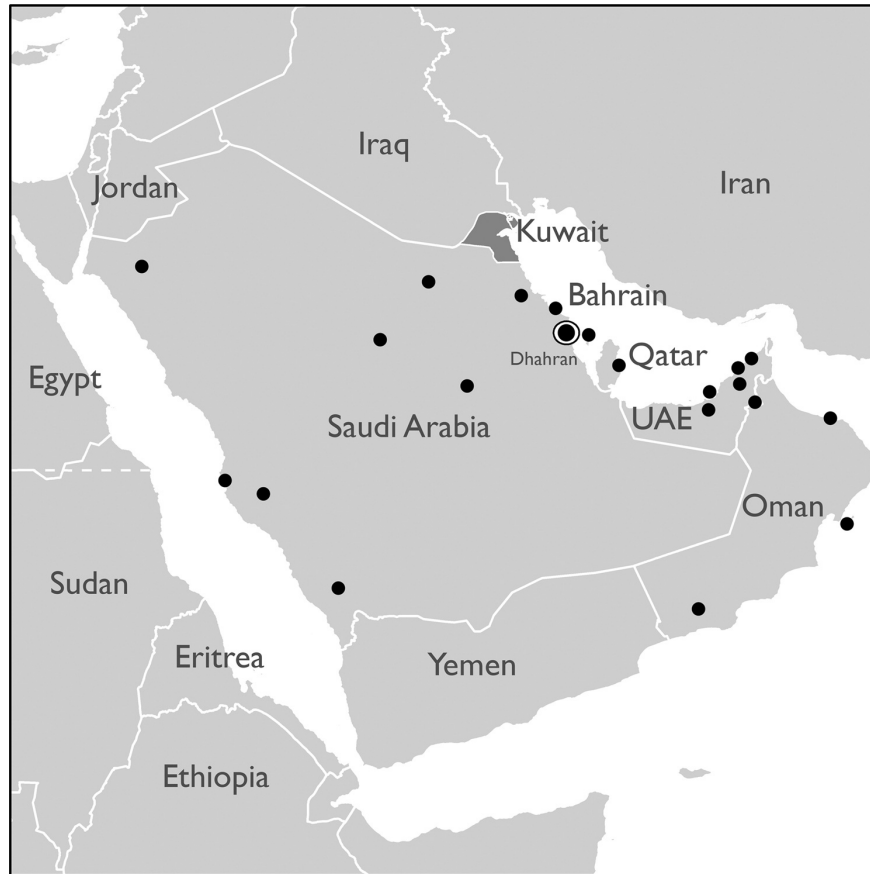 Iraq
Jordan
Iran
Kuwait
Bahrain
Dhahran
Qatar
Egypt
UAE
Saudi Arabia
Oman
Sudan
Eritrea
Yemen
Ethiopia